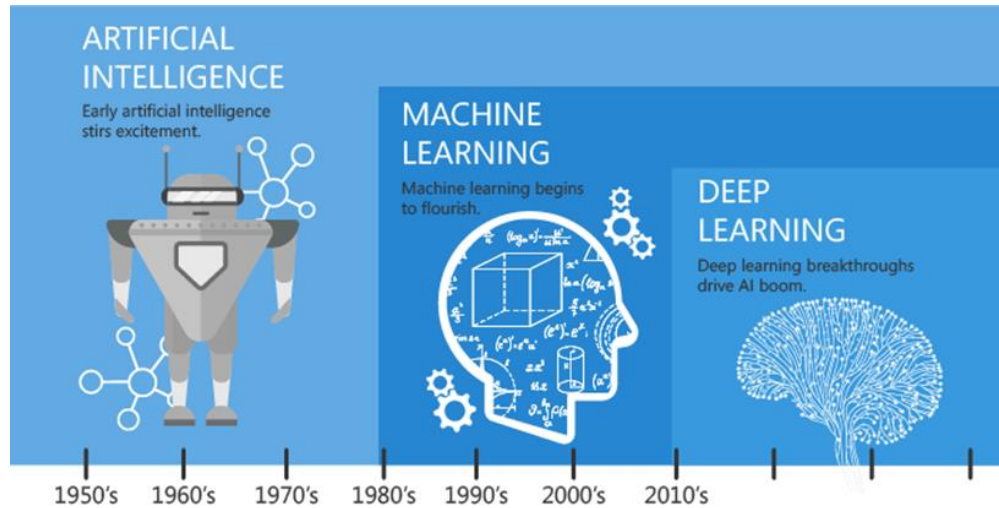 ARTIFICIAL
INTELLIGENCE
Early artificial intelligence
stirs excitement.
MACHINE
LEARNING
Machine learning begins
to flourish.
DEEP
LEARNING
Deep learning breakthroughs
drive AI boom.
1950's 1960's 1970's 1980's 1990's 2000's 2010's